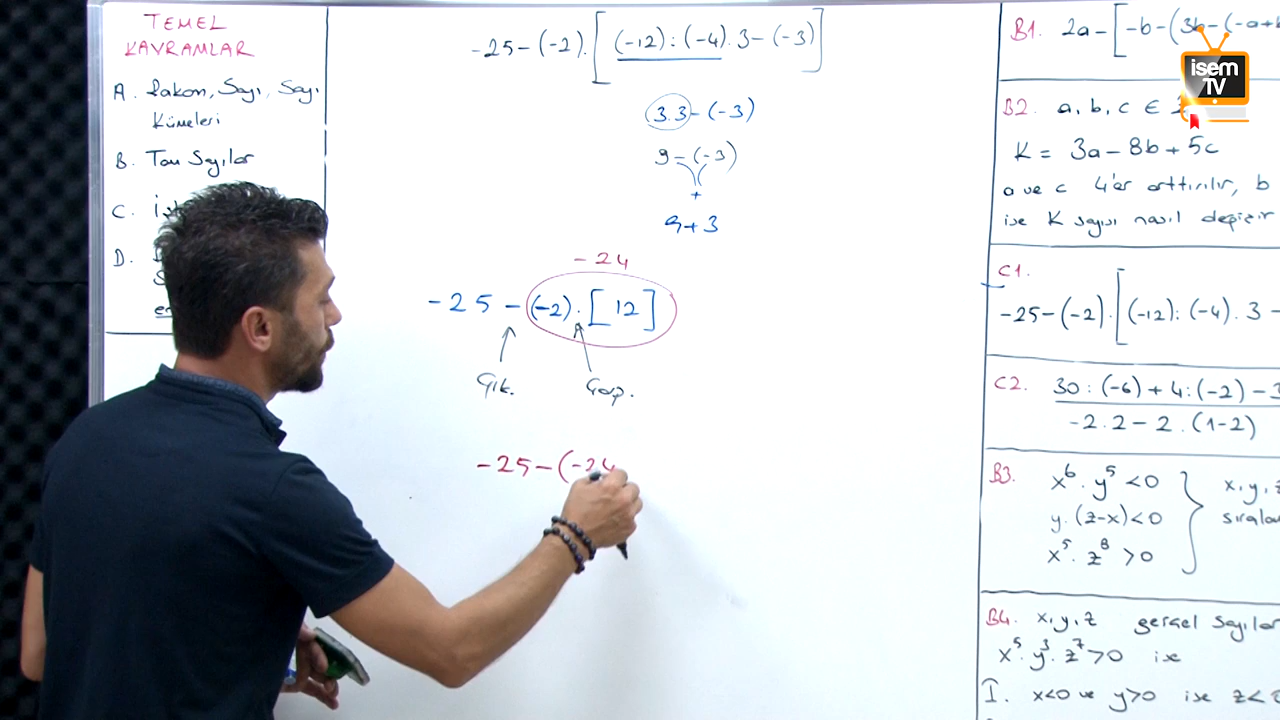 TEMEL
KAVRAMLAR
A. Rakam, Sayı, Sayı
Kümeleri
B. Tam Sayılar
C. İ
D.
-25-(-2).[(-12):(-4).3-(-3)]
3.3-(-3)
9-(-3)
+
9+3
-24
-25-(-2).[12]
Çık. Çarp.
-25-(-24
B1. 2a-[-b-(3b-(-a+b
isem
TV
B2. a, b, c ∈
K = 3a-8b+5c
a ve c 4'er arttırılır, b
ise K sayısı nasıl değişir
C1.
-25-(-2).[(-12):(-4).3-
C2. 30:(-6)+4:(-2)-
-2.2-2.(1-2)
B3. x⁶.y⁵<0
y.(z-x)<0
x⁵.z⁸>0
x,y,z
sırala
B4. x,y,z gerçel sayılar
x⁵.y³.z⁷>0 ise
I. x<0 ve y>0 ise z<